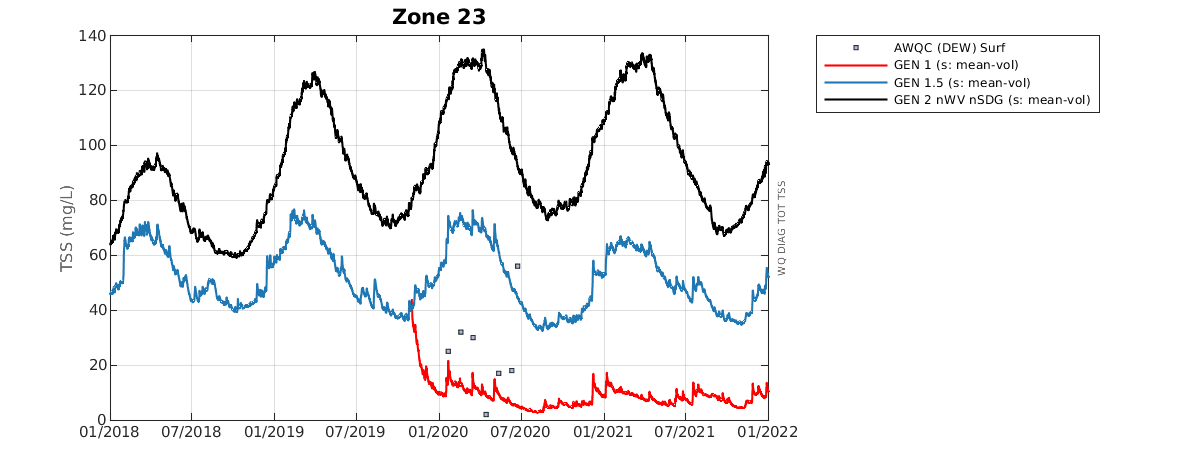 Zone 23
TSS (mg/L)
140
120
100
80
60
40
20
0
01/2018
07/2018
01/2019
07/2019
01/2020
07/2020
01/2021
07/2021
01/2022
WQ DIAG TOT TSS
AWQC (DEW) Surf
GEN 1 (s: mean-vol)
GEN 1.5 (s: mean-vol)
GEN 2 nWV nSDG (s: mean-vol)